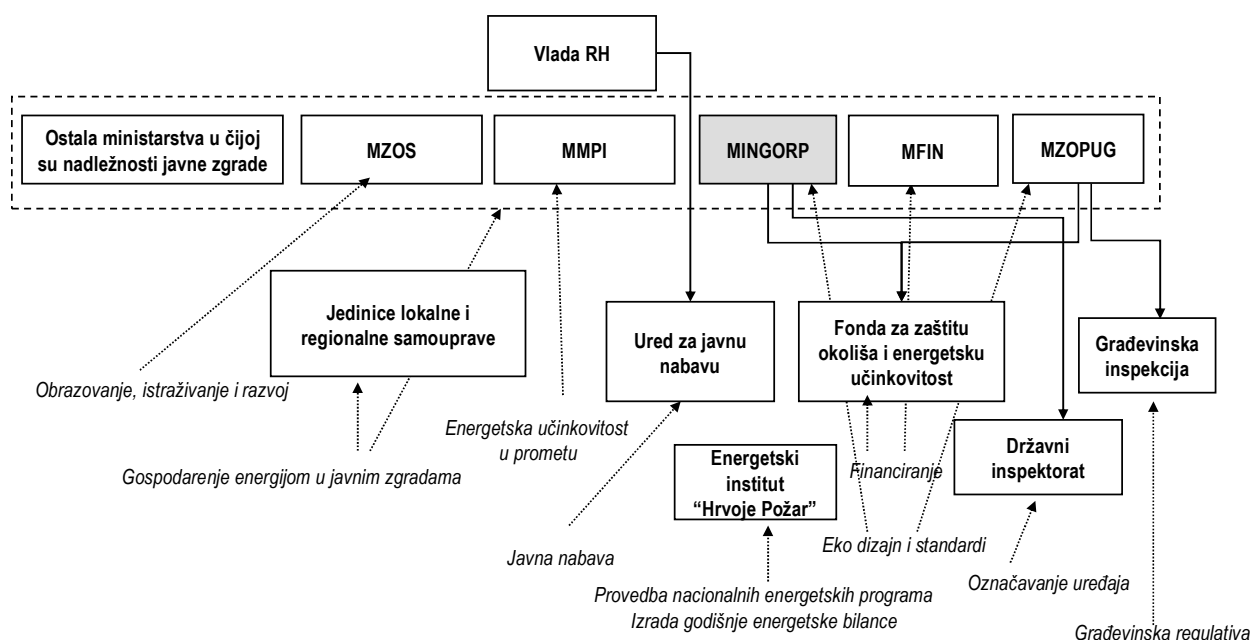 Vlada RH
Ostala ministarstva u čijoj
su nadležnosti javne zgrade
MZOS
MMPI
MINGORP
MFIN
MZOPUG
Jedinice lokalne i
regionalne samouprave
Ured za javnu
nabavu
Fonda za zaštitu
okoliša i energetsku
učinkovitost
Građevinska
inspekcija
Obrazovanje, istraživanje i razvoj
Energetska učinkovitost
u prometu
Gospodarenje energijom u javnim zgradama
Energetski
institut
“Hrvoje Požar”
Financiranje
Državni
inspektorat
Javna nabava
Eko dizajn i standardi
Označavanje uređaja
Provedba nacionalnih energetskih programa
Izrada godišnje energetske bilance
Građevinska regulativa